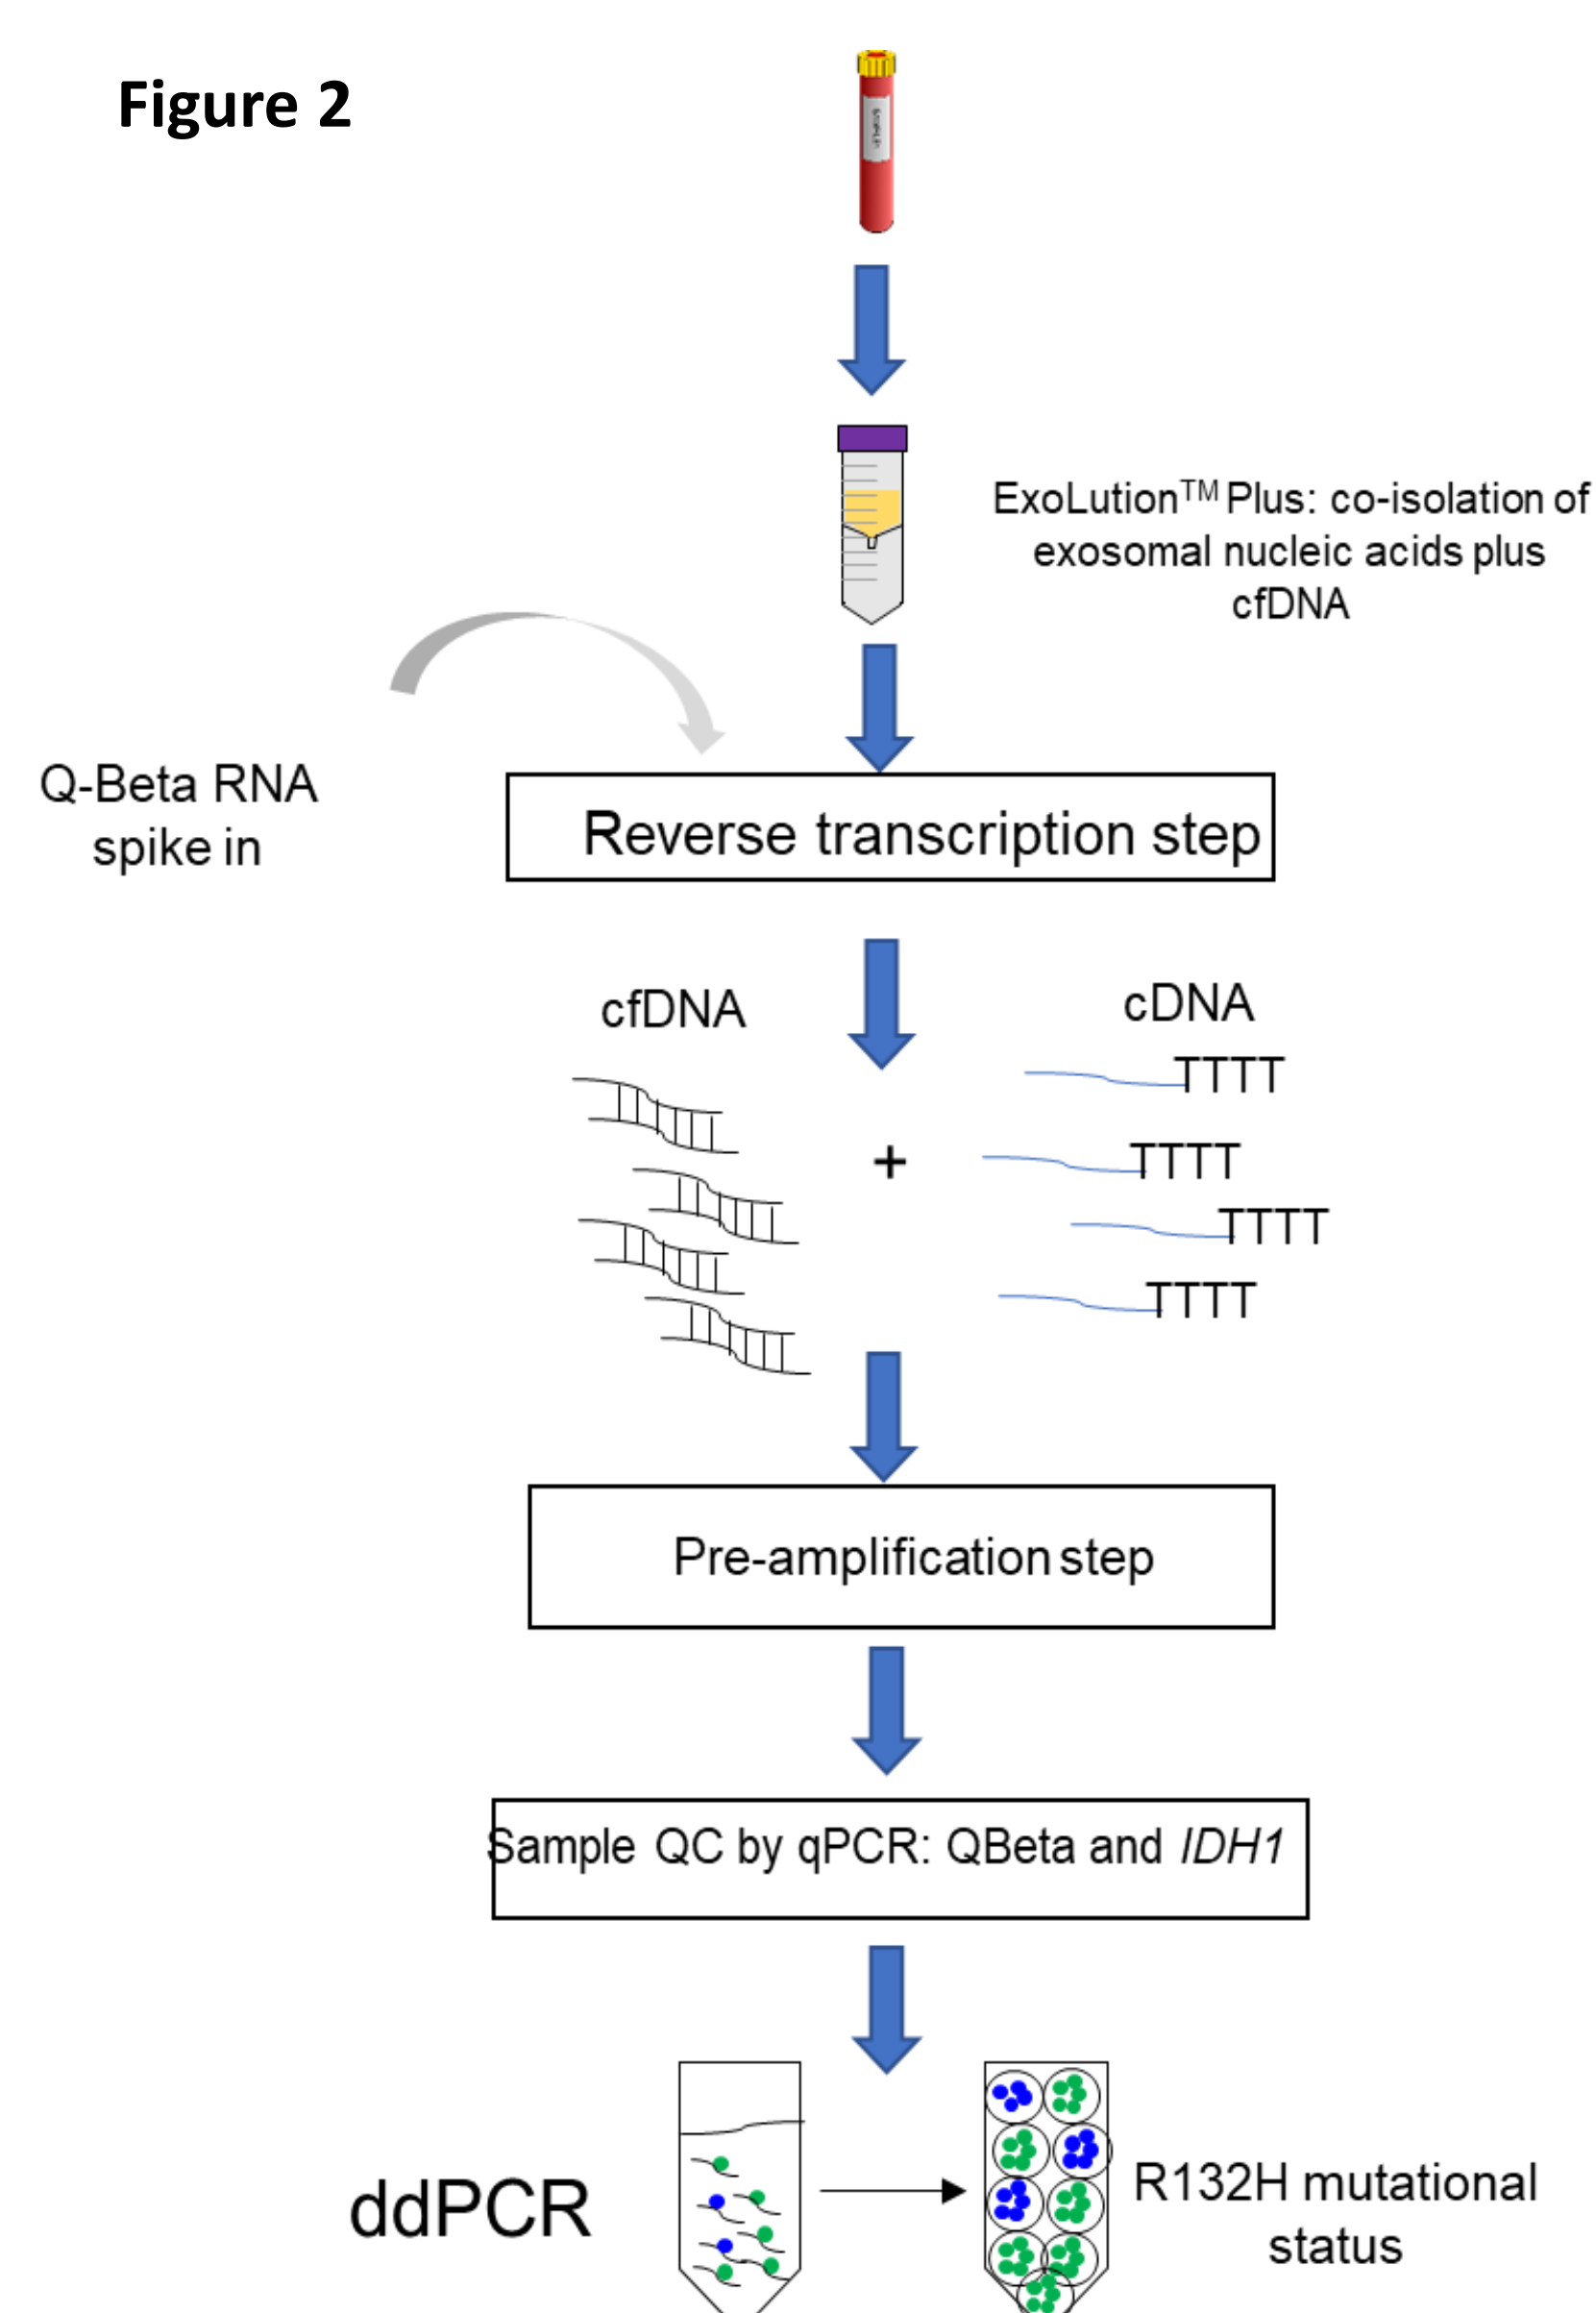 Figure 2
ExoLution™ Plus: co-isolation of
exosomal nucleic acids plus
cfDNA
Q-Beta RNA
spike in
Reverse transcription step
cfDNA
cDNA
TTTT
+
TTTT
TTTT
TTTT
Pre-amplification step
Sample QC by qPCR: QBeta and IDH1
ddPCR
R132H mutational
status